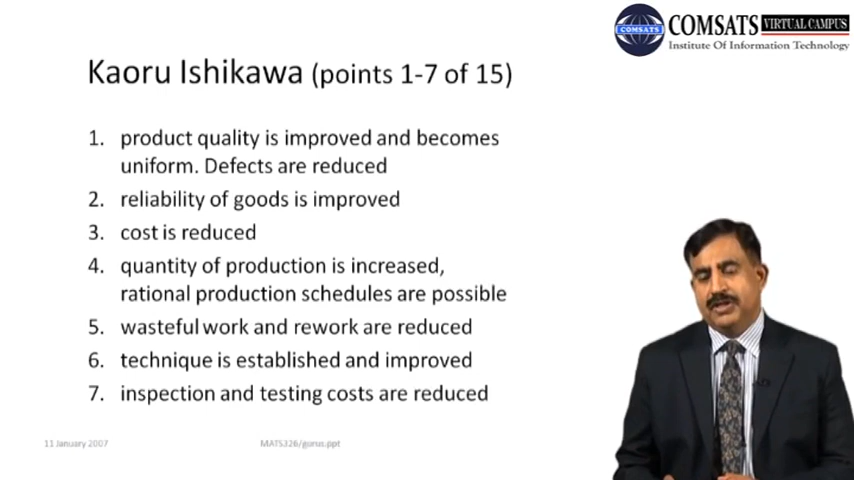 COMSATS VIRTUAL CAMPUS
COMSATS
Institute Of Information Technology
Kaoru Ishikawa (points 1-7 of 15)
1. product quality is improved and becomes
uniform. Defects are reduced
2. reliability of goods is improved
3. cost is reduced
4. quantity of production is increased,
rational production schedules are possible
5. wasteful work and rework are reduced
6. technique is established and improved
7. inspection and testing costs are reduced
11 January 2007
MATS326/gurus.ppt